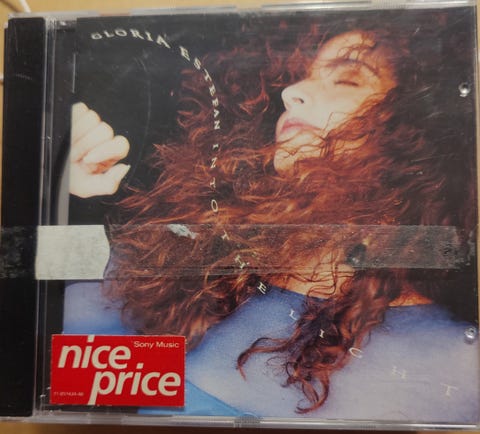 GLORIA ESTEFAN INTO THE LIGHT
Sony Music
nice
price